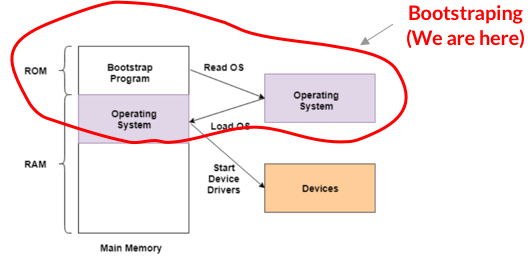 Bootstraping
(We are here)
ROM
Bootstrap
Program
Read OS
Operating
System
Operating
System
Load OS
RAM
Start
Device
Drivers
Devices
Main Memory